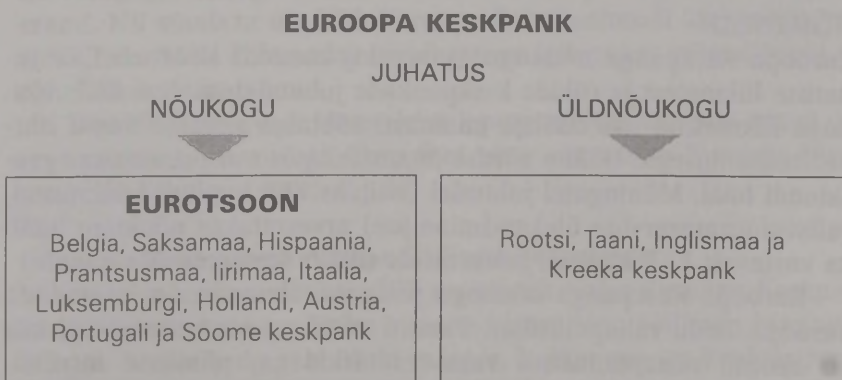 EUROOPA KESKPANK
JUHATUS
NÕUKOGU
ÜLDNÕUKOGU
EUROTSOON
Belgia, Saksamaa, Hispaania,
Prantsusmaa, Iirimaa, Itaalia,
Luksemburgi, Hollandi, Austria,
Portugali ja Soome keskpank
Rootsi, Taani, Inglismaa ja
Kreeka keskpank